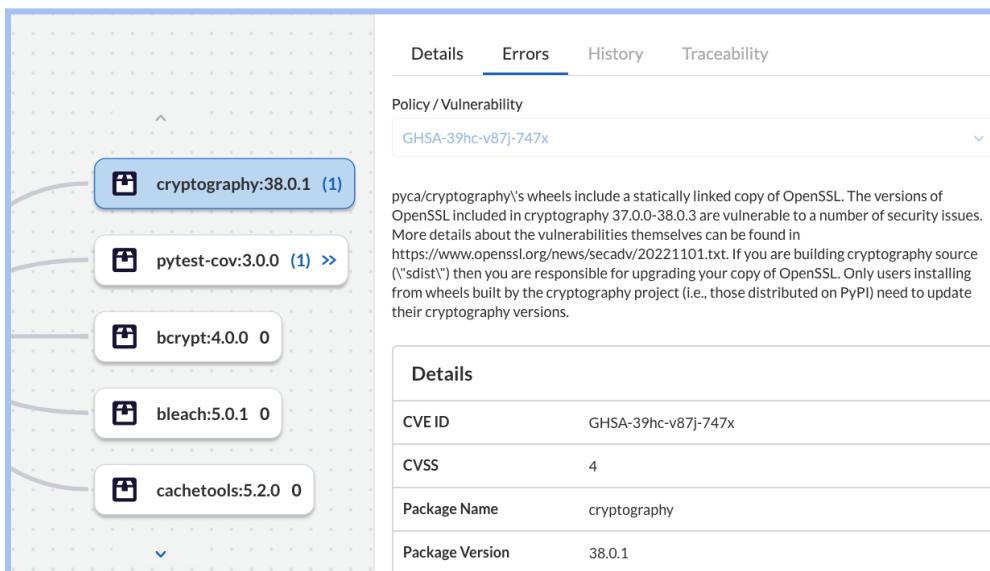 cryptography:38.0.1 (1)
pytest-cov:3.0.0 (1) >>
bcrypt:4.0.0 0
bleach:5.0.1 0
cachetools:5.2.0 0
Details Errors History Traceability
Policy / Vulnerability
GHSA-39hc-v87j-747x
pyca/cryptography\'s wheels include a statically linked copy of OpenSSL. The versions of
OpenSSL included in cryptography 37.0.0-38.0.3 are vulnerable to a number of security issues.
More details about the vulnerabilities themselves can be found in
https://www.openssl.org/news/secadv/20221101.txt. If you are building cryptography source
(\"sdist\") then you are responsible for upgrading your copy of OpenSSL. Only users installing
from wheels built by the cryptography project (i.e., those distributed on PyPI) need to update
their cryptography versions.
Details
CVE ID GHSA-39hc-v87j-747x
CVSS 4
Package Name cryptography
Package Version 38.0.1